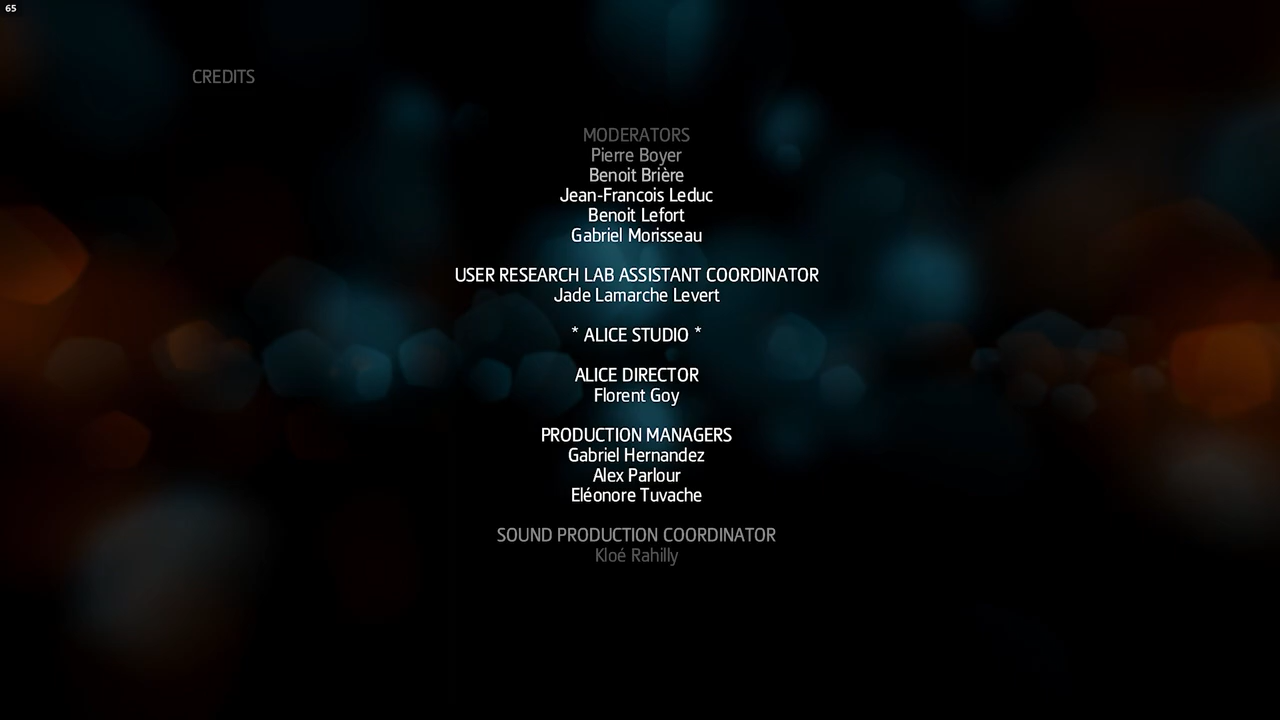 65
CREDITS
MODERATORS
Pierre Boyer
Benoit Brière
Jean-Francois Leduc
Benoit Lefort
Gabriel Morisseau
USER RESEARCH LAB ASSISTANT COORDINATOR
Jade Lamarche Levert
* ALICE STUDIO *
ALICE DIRECTOR
Florent Goy
PRODUCTION MANAGERS
Gabriel Hernandez
Alex Parlour
Eléonore Tuvache
SOUND PRODUCTION COORDINATOR
Kloé Rahilly